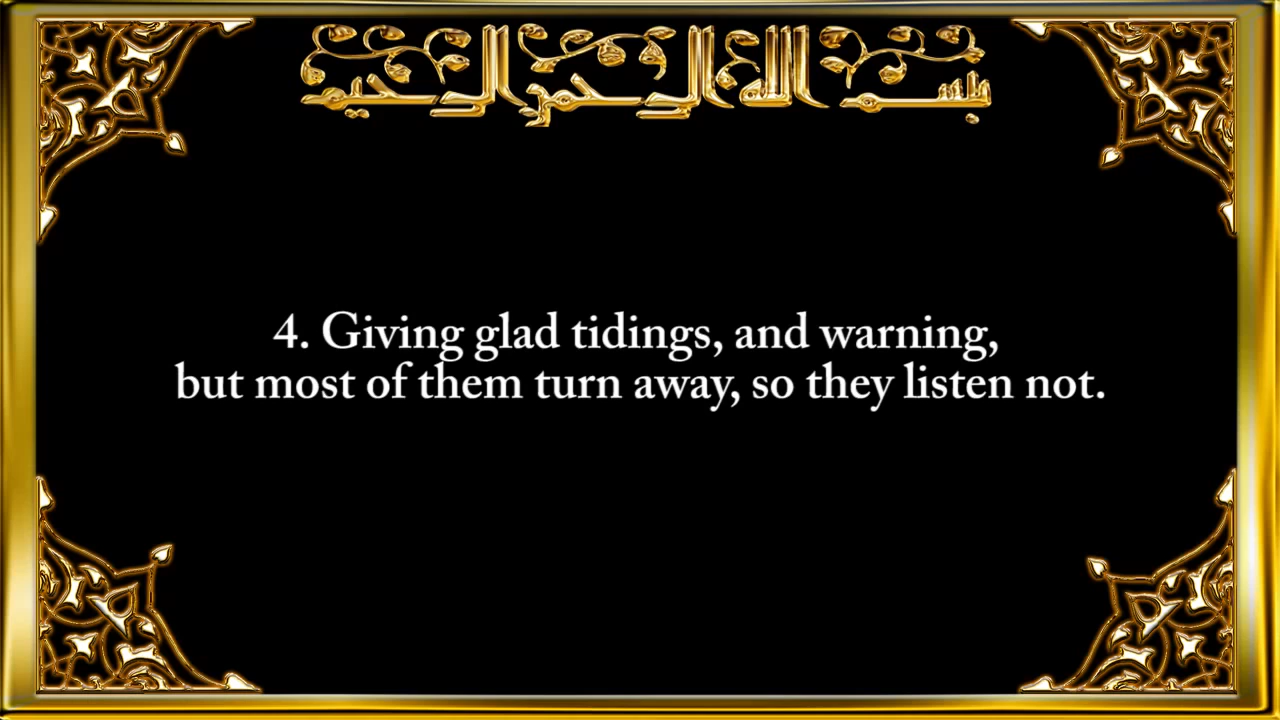 بسم الله الرحمن الرحيم
4. Giving glad tidings, and warning,
but most of them turn away, so they listen not.